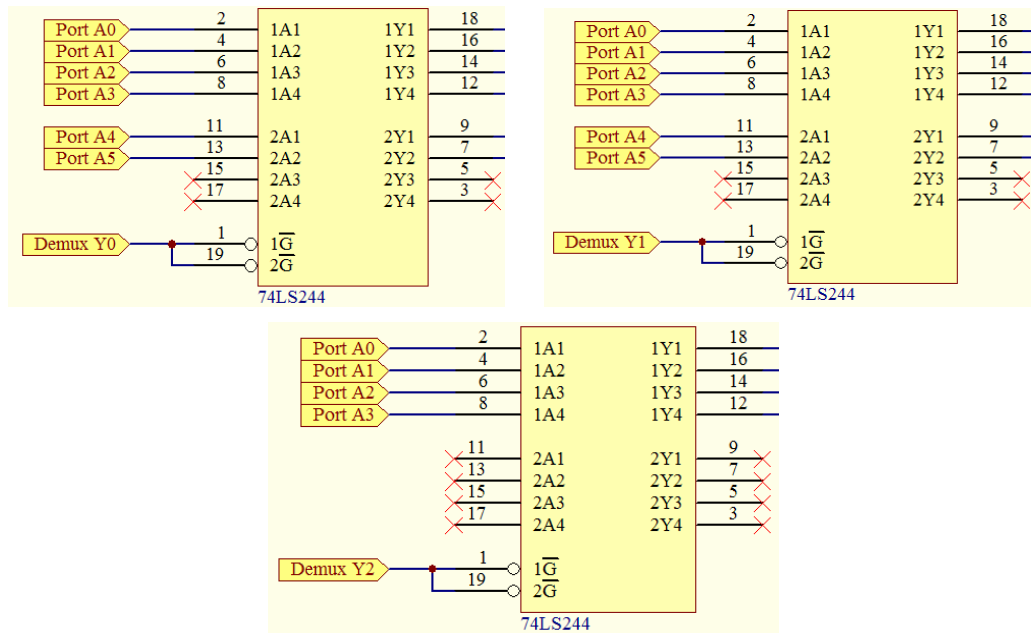 Port A0 2 1A1 1Y1 18
Port A1 4 1A2 1Y2 16
Port A2 6 1A3 1Y3 14
Port A3 8 1A4 1Y4 12
Port A4 11 2A1 2Y1 9
Port A5 13 2A2 2Y2 7
15 2A3 2Y3 5
17 2A4 2Y4 3
Demux Y0 1 1G
19 2G
74LS244
Port A0 2 1A1 1Y1 18
Port A1 4 1A2 1Y2 16
Port A2 6 1A3 1Y3 14
Port A3 8 1A4 1Y4 12
Port A4 11 2A1 2Y1 9
Port A5 13 2A2 2Y2 7
15 2A3 2Y3 5
17 2A4 2Y4 3
Demux Y1 1 1G
19 2G
74LS244
Port A0 2 1A1 1Y1 18
Port A1 4 1A2 1Y2 16
Port A2 6 1A3 1Y3 14
Port A3 8 1A4 1Y4 12
11 2A1 2Y1 9
13 2A2 2Y2 7
15 2A3 2Y3 5
17 2A4 2Y4 3
Demux Y2 1 1G
19 2G
74LS244